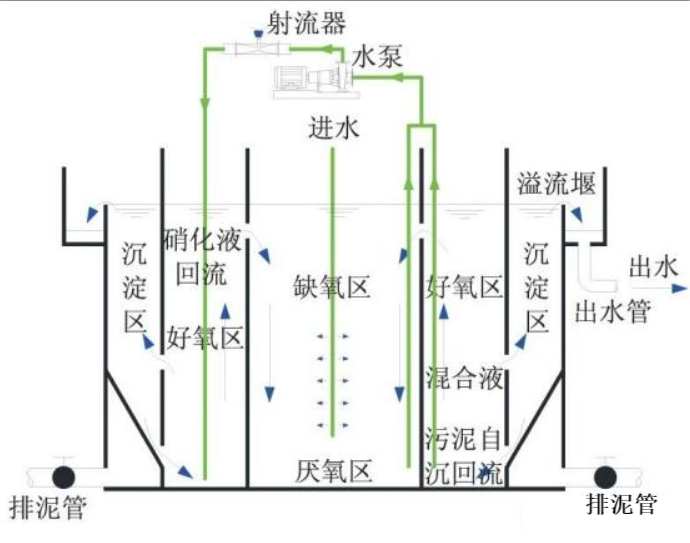 射流器
水泵
进水
溢流堰
硝化液
回流
沉
淀
区
缺氧区
好氧区
沉
淀
区
出水
出水管
好氧区
混合液
污泥自
沉回流
厌氧区
排泥管
排泥管